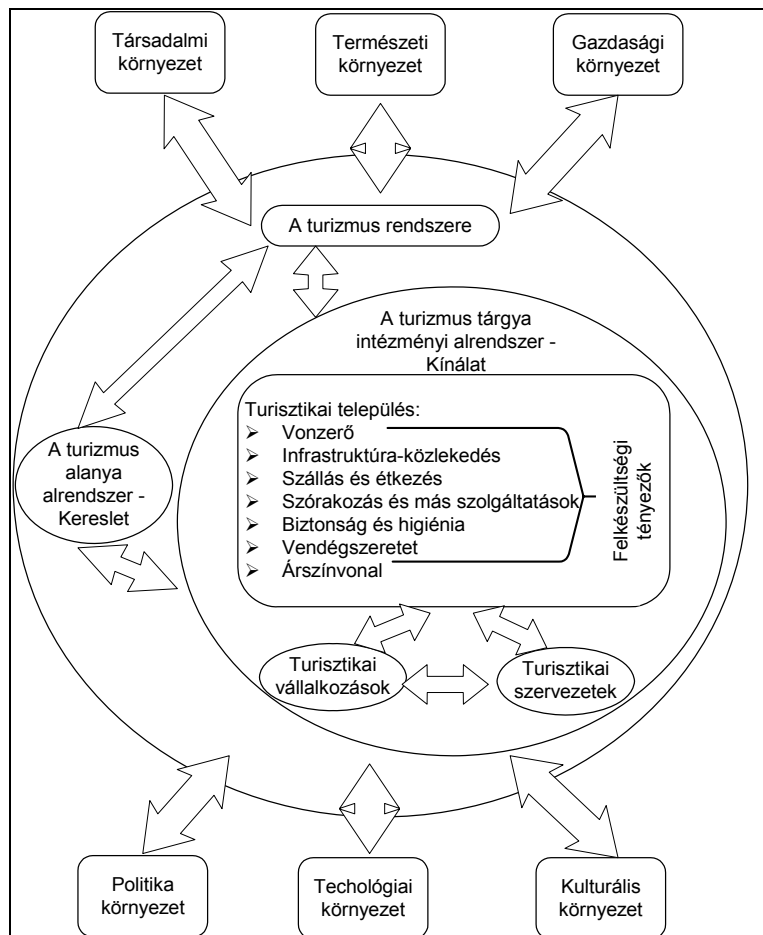 Társadalmi
környezet
Természeti
környezet
Gazdasági
környezet
A turizmus rendszere
A turizmus tárgya
intézményi alrendszer -
Kínálat
A turizmus
alanya
alrendszer -
Kereslet
Turisztikai település:
➢ Vonzerő
➢ Infrastruktúra-közlekedés
➢ Szállás és étkezés
➢ Szórakozás és más szolgáltatások
➢ Biztonság és higiénia
➢ Vendégszeretet
➢ Árszínvonal
Felkészültségi
tényezők
Turisztikai
vállalkozások
Turisztikai
szervezetek
Politika
környezet
Techológiai
környezet
Kulturális
környezet